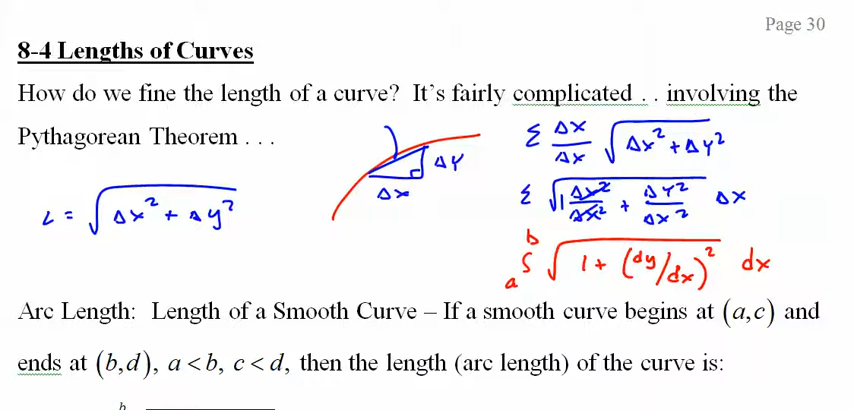 Page 30
8-4 Lengths of Curves
How do we fine the length of a curve? It's fairly complicated . . involving the
Pythagorean Theorem . . .
L = √(Δx² + Δy²)
Δx
Δy
Σ Δx/Δx √(Δx² + Δy²)
Σ √(1 Δx²/Δx² + Δy²/Δx²) Δx
∫ₐᵇ √(1 + (dy/dx)²) dx
Arc Length: Length of a Smooth Curve – If a smooth curve begins at (a,c) and
ends at (b,d), a < b, c < d, then the length (arc length) of the curve is:
b